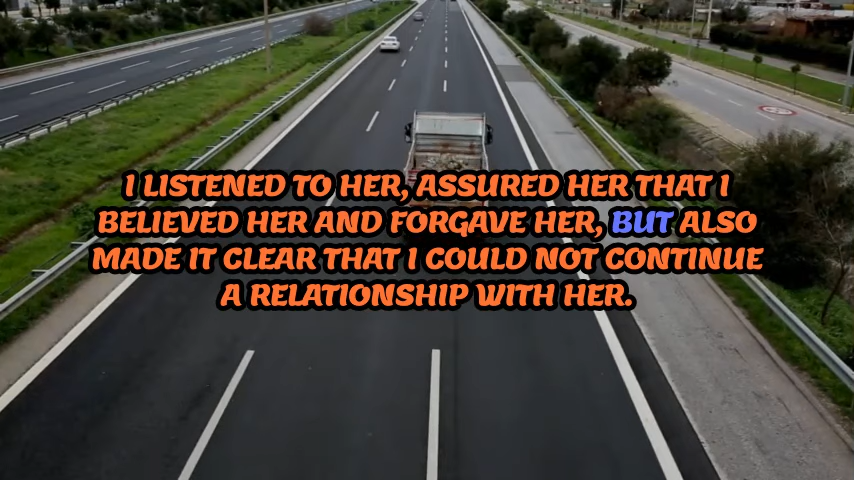 I LISTENED TO HER, ASSURED HER THAT I
BELIEVED HER AND FORGAVE HER, BUT ALSO
MADE IT CLEAR THAT I COULD NOT CONTINUE
A RELATIONSHIP WITH HER.